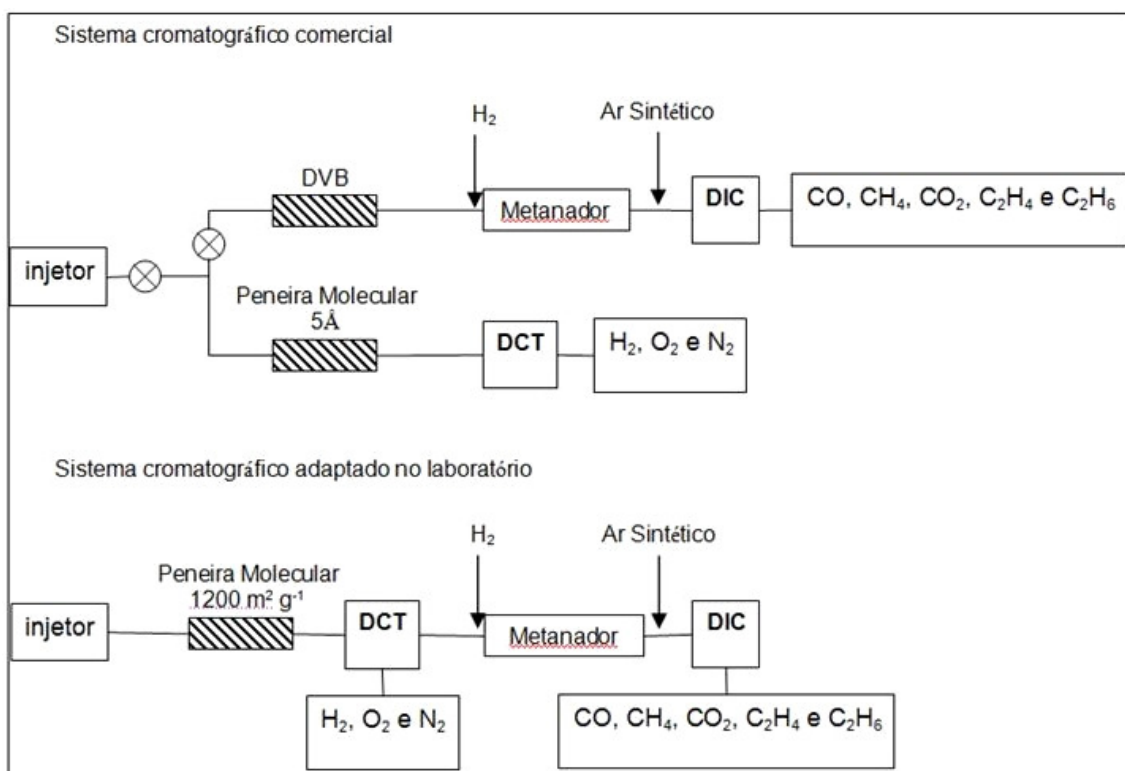 Sistema cromatográfico comercial
H₂
Ar Sintético
DVB
Metanador
DIC
CO, CH₄, CO₂, C₂H₄ e C₂H₆
injetor
Peneira Molecular
5Å
DCT
H₂, O₂ e N₂
Sistema cromatográfico adaptado no laboratório
H₂
Ar Sintético
Peneira Molecular
1200 m² g⁻¹
injetor
DCT
Metanador
DIC
H₂, O₂ e N₂
CO, CH₄, CO₂, C₂H₄ e C₂H₆